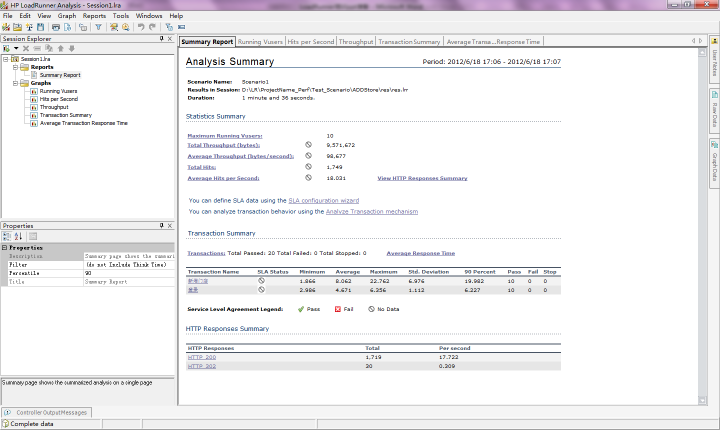 HP LoadRunner Analysis - Session1.lra
File Edit View Graph Reports Tools Windows Help
Session Explorer
Session1.lra
Reports
Summary Report
Graphs
Running Vusers
Hits per Second
Throughput
Transaction Summary
Average Transaction Response Time
Properties
Properties
Description Summary page shows the summari
Filter (do not Include Think Time)
Percentile 90
Title Summary Report
Summary page shows the summarized analysis on a single page
Controller Output Messages
Complete data
Summary Report Running Vusers Hits per Second Throughput Transaction Summary Average Transa...Response Time
Analysis Summary Period: 2012/6/18 17:06 - 2012/6/18 17:07
Scenario Name: Scenario1
Results in Session: D:\LR\ProjectName_Perf\Test_Scenario\ADDStore\res\res.lrr
Duration: 1 minute and 36 seconds.
Statistics Summary
Maximum Running Vusers: 10
Total Throughput (bytes): 9,571,672
Average Throughput (bytes/second): 98,677
Total Hits: 1,749
Average Hits per Second: 18.031 View HTTP Responses Summary
You can define SLA data using the SLA configuration wizard
You can analyze transaction behavior using the Analyze Transaction mechanism
Transaction Summary
Transactions: Total Passed: 20 Total Failed: 0 Total Stopped: 0 Average Response Time
Transaction Name SLA Status Minimum Average Maximum Std. Deviation 90 Percent Pass Fail Stop
1.866 8.062 22.762 6.976 19.982 10 0 0
登录 2.986 4.671 6.356 1.112 6.227 10 0 0
Service Level Agreement Legend: Pass Fail No Data
HTTP Responses Summary
HTTP Responses Total Per second
HTTP_200 1,719 17.722
HTTP_302 30 0.309
User Notes
Raw Data
Graph Data